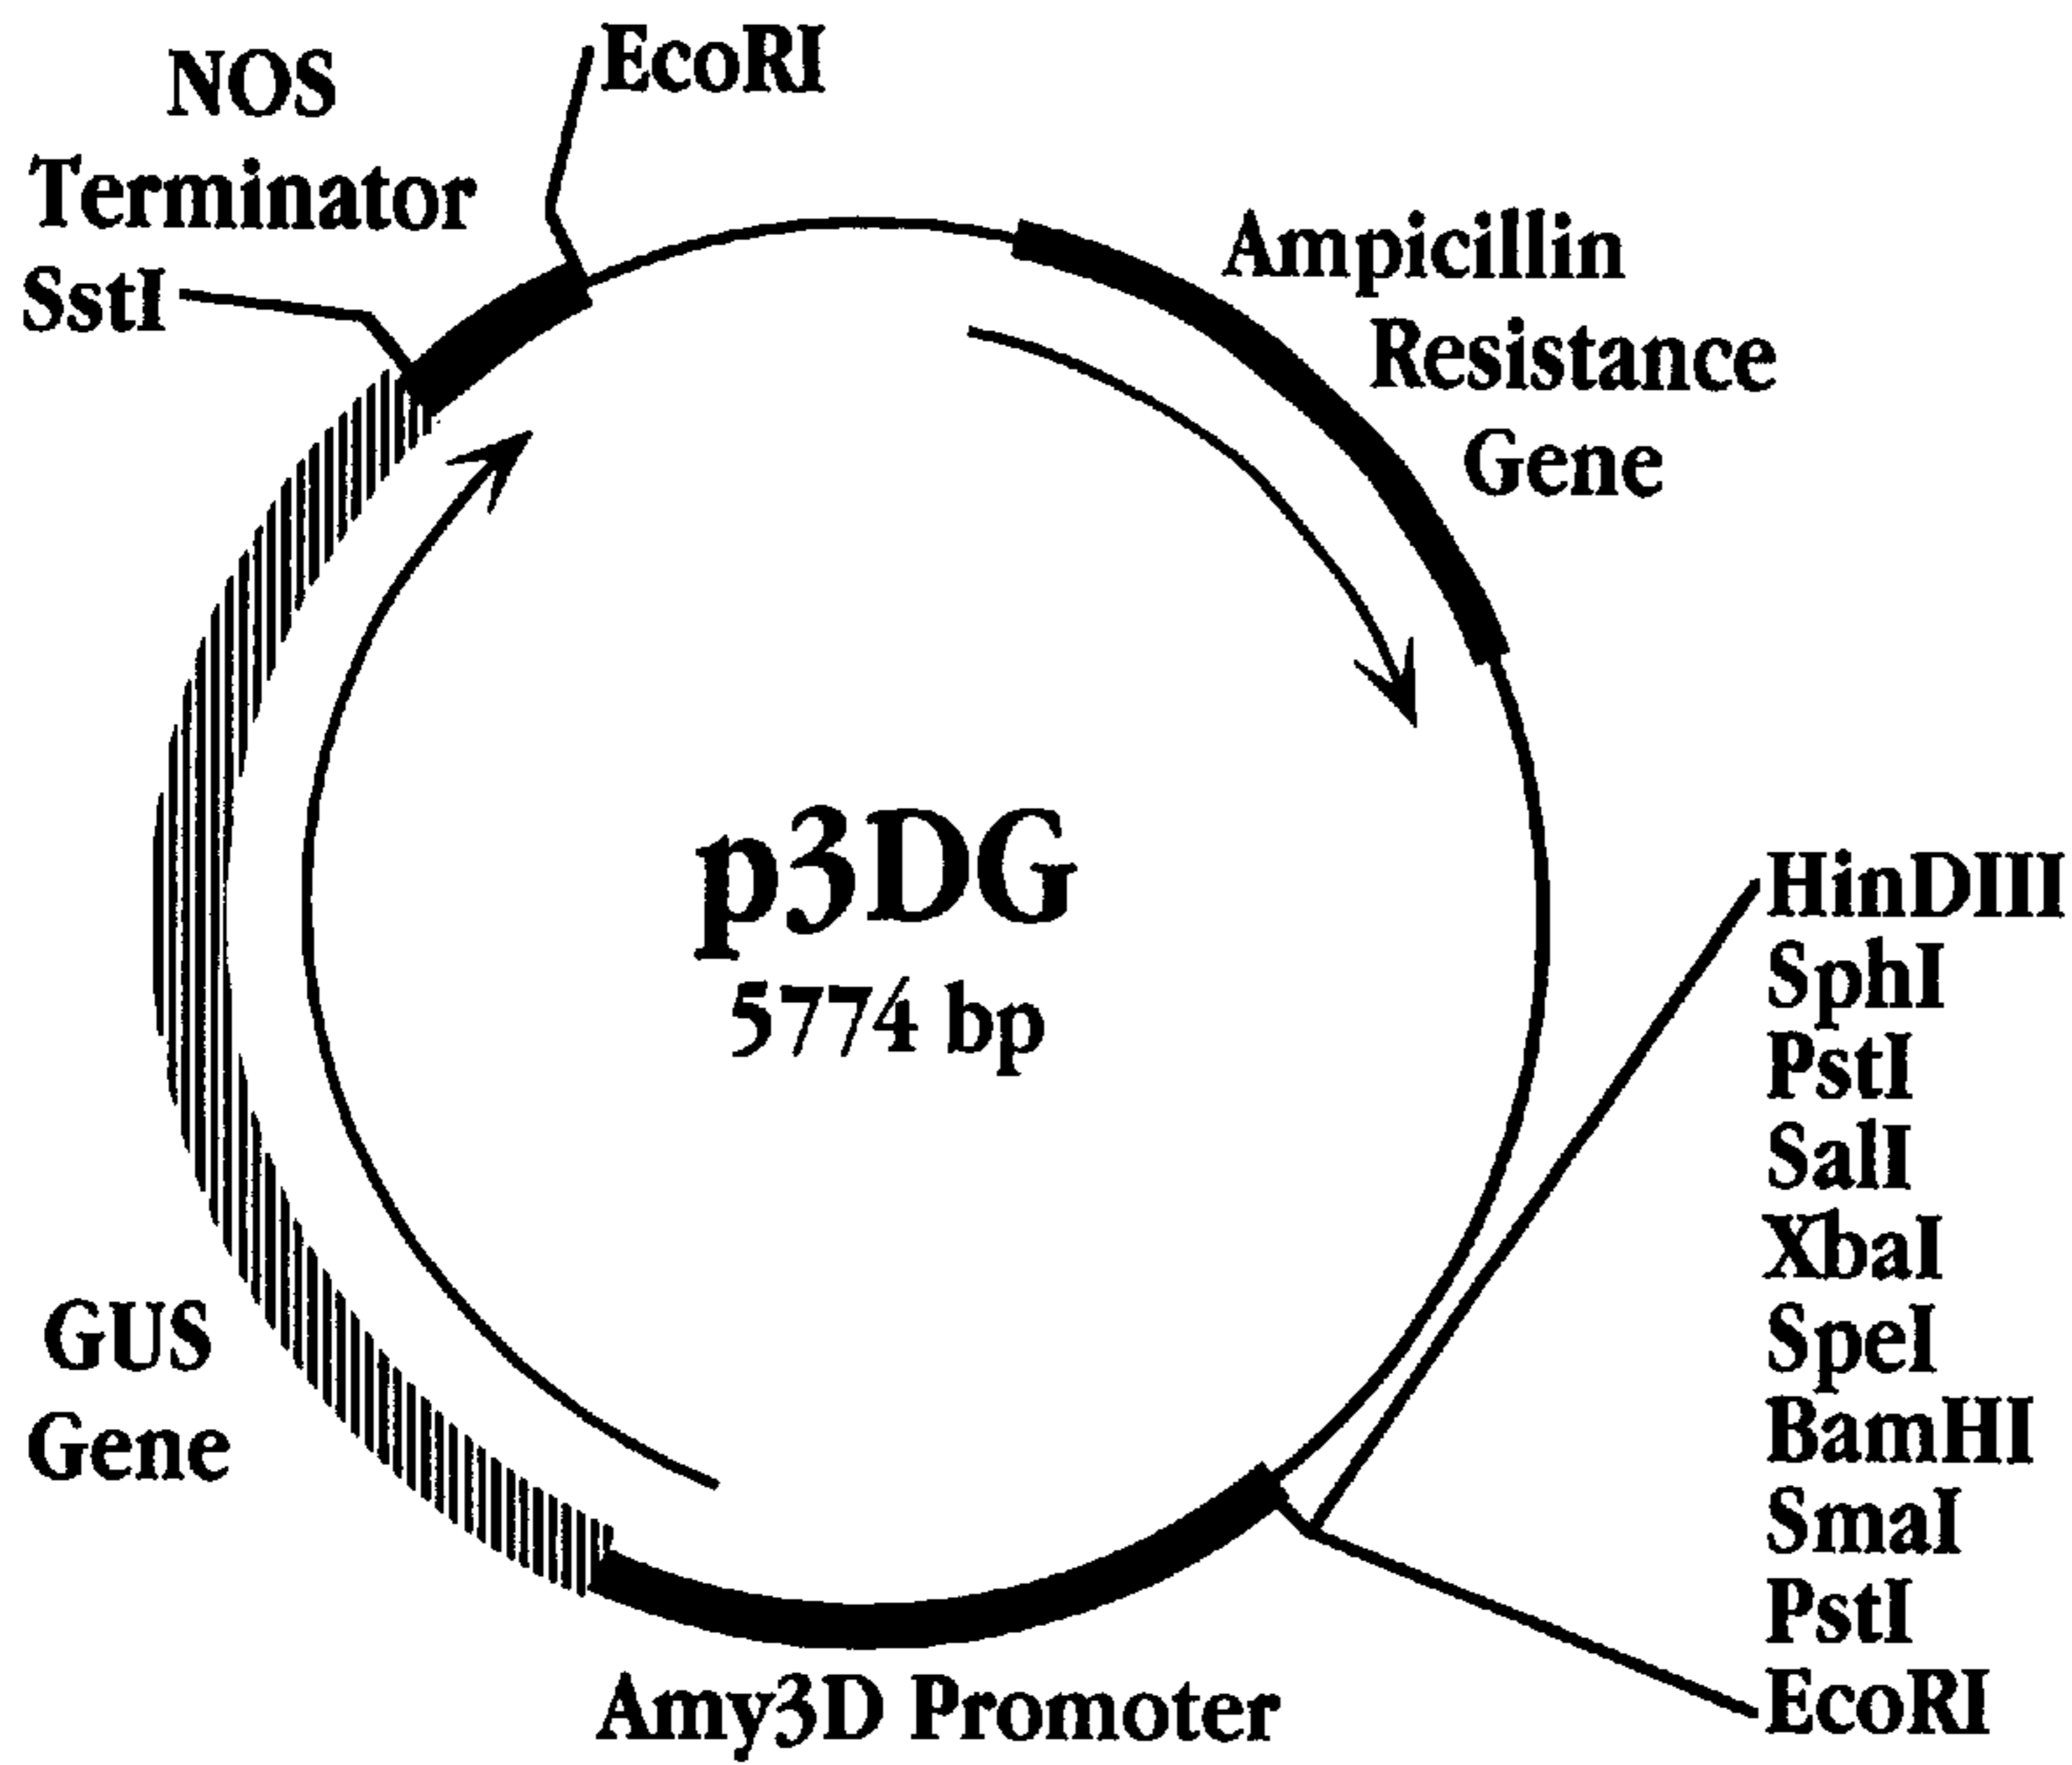 NOS
Terminator
SstI
EcoRI
Ampicillin
Resistance
Gene
p3DG
5774 bp
HinDIII
SphI
PstI
SalI
XbaI
SpeI
BamHI
SmaI
PstI
EcoRI
GUS
Gene
Amy3D Promoter